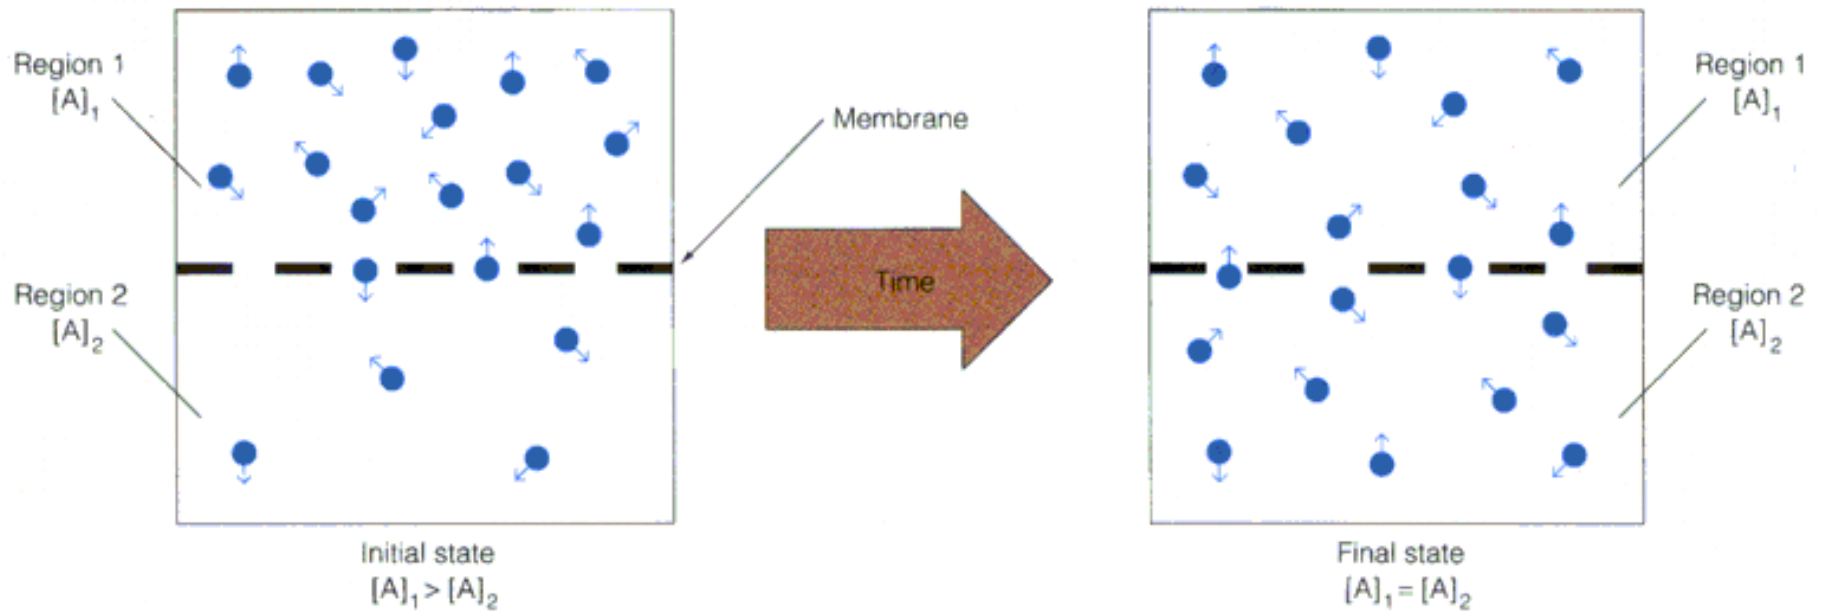 Region 1
[A]₁
Region 2
[A]₂
Membrane
Time
Region 1
[A]₁
Region 2
[A]₂
Initial state
[A]₁ > [A]₂
Final state
[A]₁ = [A]₂